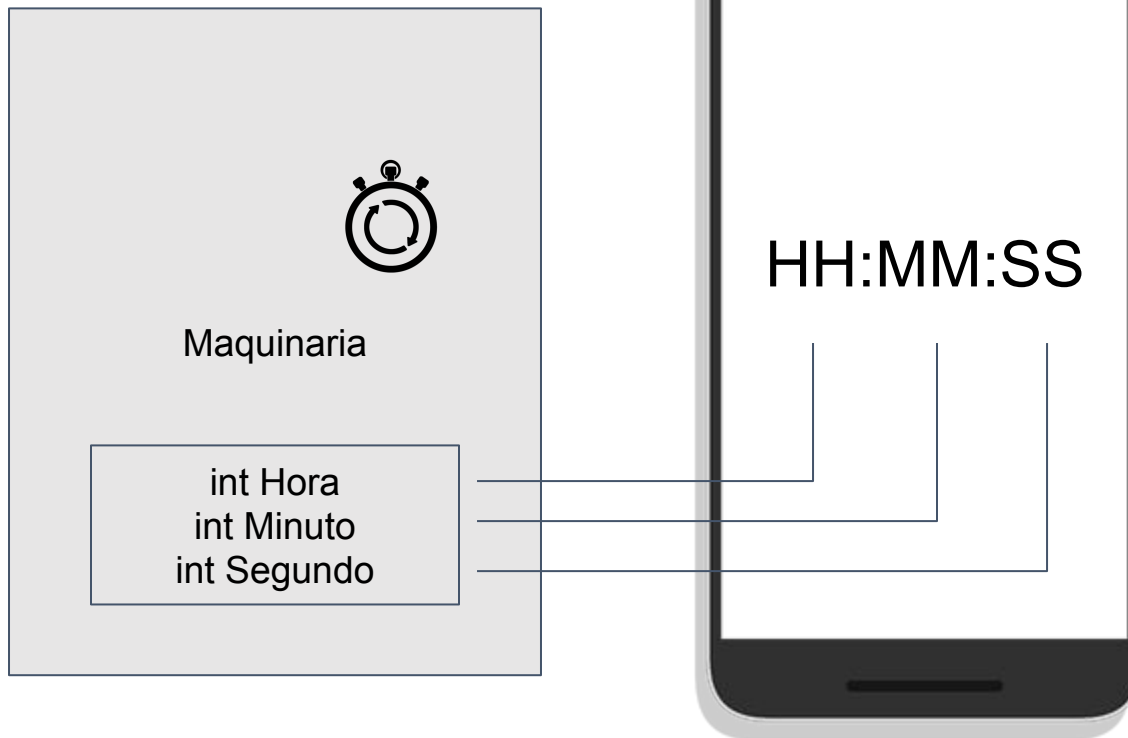 HH:MM:SS
Maquinaria
int Hora
int Minuto
int Segundo